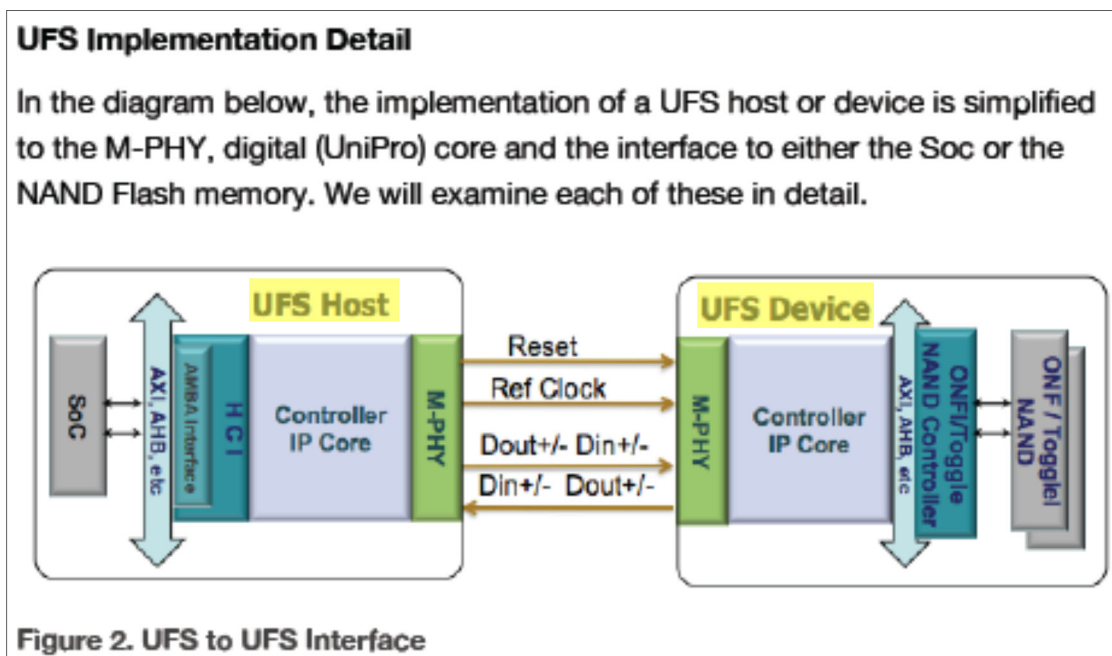 UFS Implementation Detail
In the diagram below, the implementation of a UFS host or device is simplified
to the M-PHY, digital (UniPro) core and the interface to either the Soc or the
NAND Flash memory. We will examine each of these in detail.
UFS Host
SoC
AXI, AHB, etc
AMBA Interface
HCI
Controller
IP Core
M-PHY
Reset
Ref Clock
Dout+/- Din+/-
Din+/- Dout+/-
UFS Device
M-PHY
Controller
IP Core
AXI, AHB, etc
ONFI/Toggle
NAND Controller
ONF / Togglel
NAND
Figure 2. UFS to UFS Interface